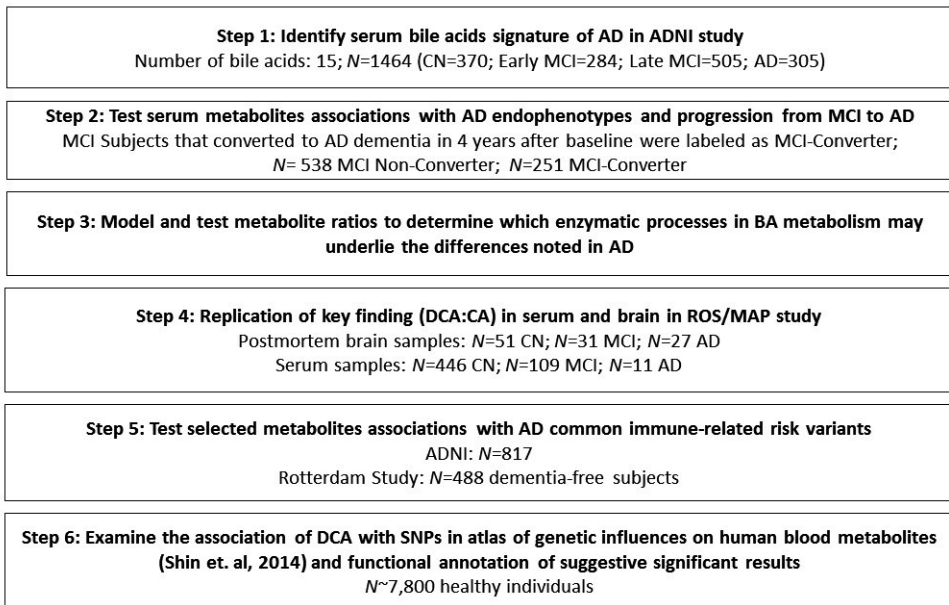 Step 1: Identify serum bile acids signature of AD in ADNI study
Number of bile acids: 15; N=1464 (CN=370; Early MCI=284; Late MCI=505; AD=305)
Step 2: Test serum metabolites associations with AD endophenotypes and progression from MCI to AD
MCI Subjects that converted to AD dementia in 4 years after baseline were labeled as MCI-Converter;
N= 538 MCI Non-Converter; N=251 MCI-Converter
Step 3: Model and test metabolite ratios to determine which enzymatic processes in BA metabolism may
underlie the differences noted in AD
Step 4: Replication of key finding (DCA:CA) in serum and brain in ROS/MAP study
Postmortem brain samples: N=51 CN; N=31 MCI; N=27 AD
Serum samples: N=446 CN; N=109 MCI; N=11 AD
Step 5: Test selected metabolites associations with AD common immune-related risk variants
ADNI: N=817
Rotterdam Study: N=488 dementia-free subjects
Step 6: Examine the association of DCA with SNPs in atlas of genetic influences on human blood metabolites
(Shin et. al, 2014) and functional annotation of suggestive significant results
N~7,800 healthy individuals